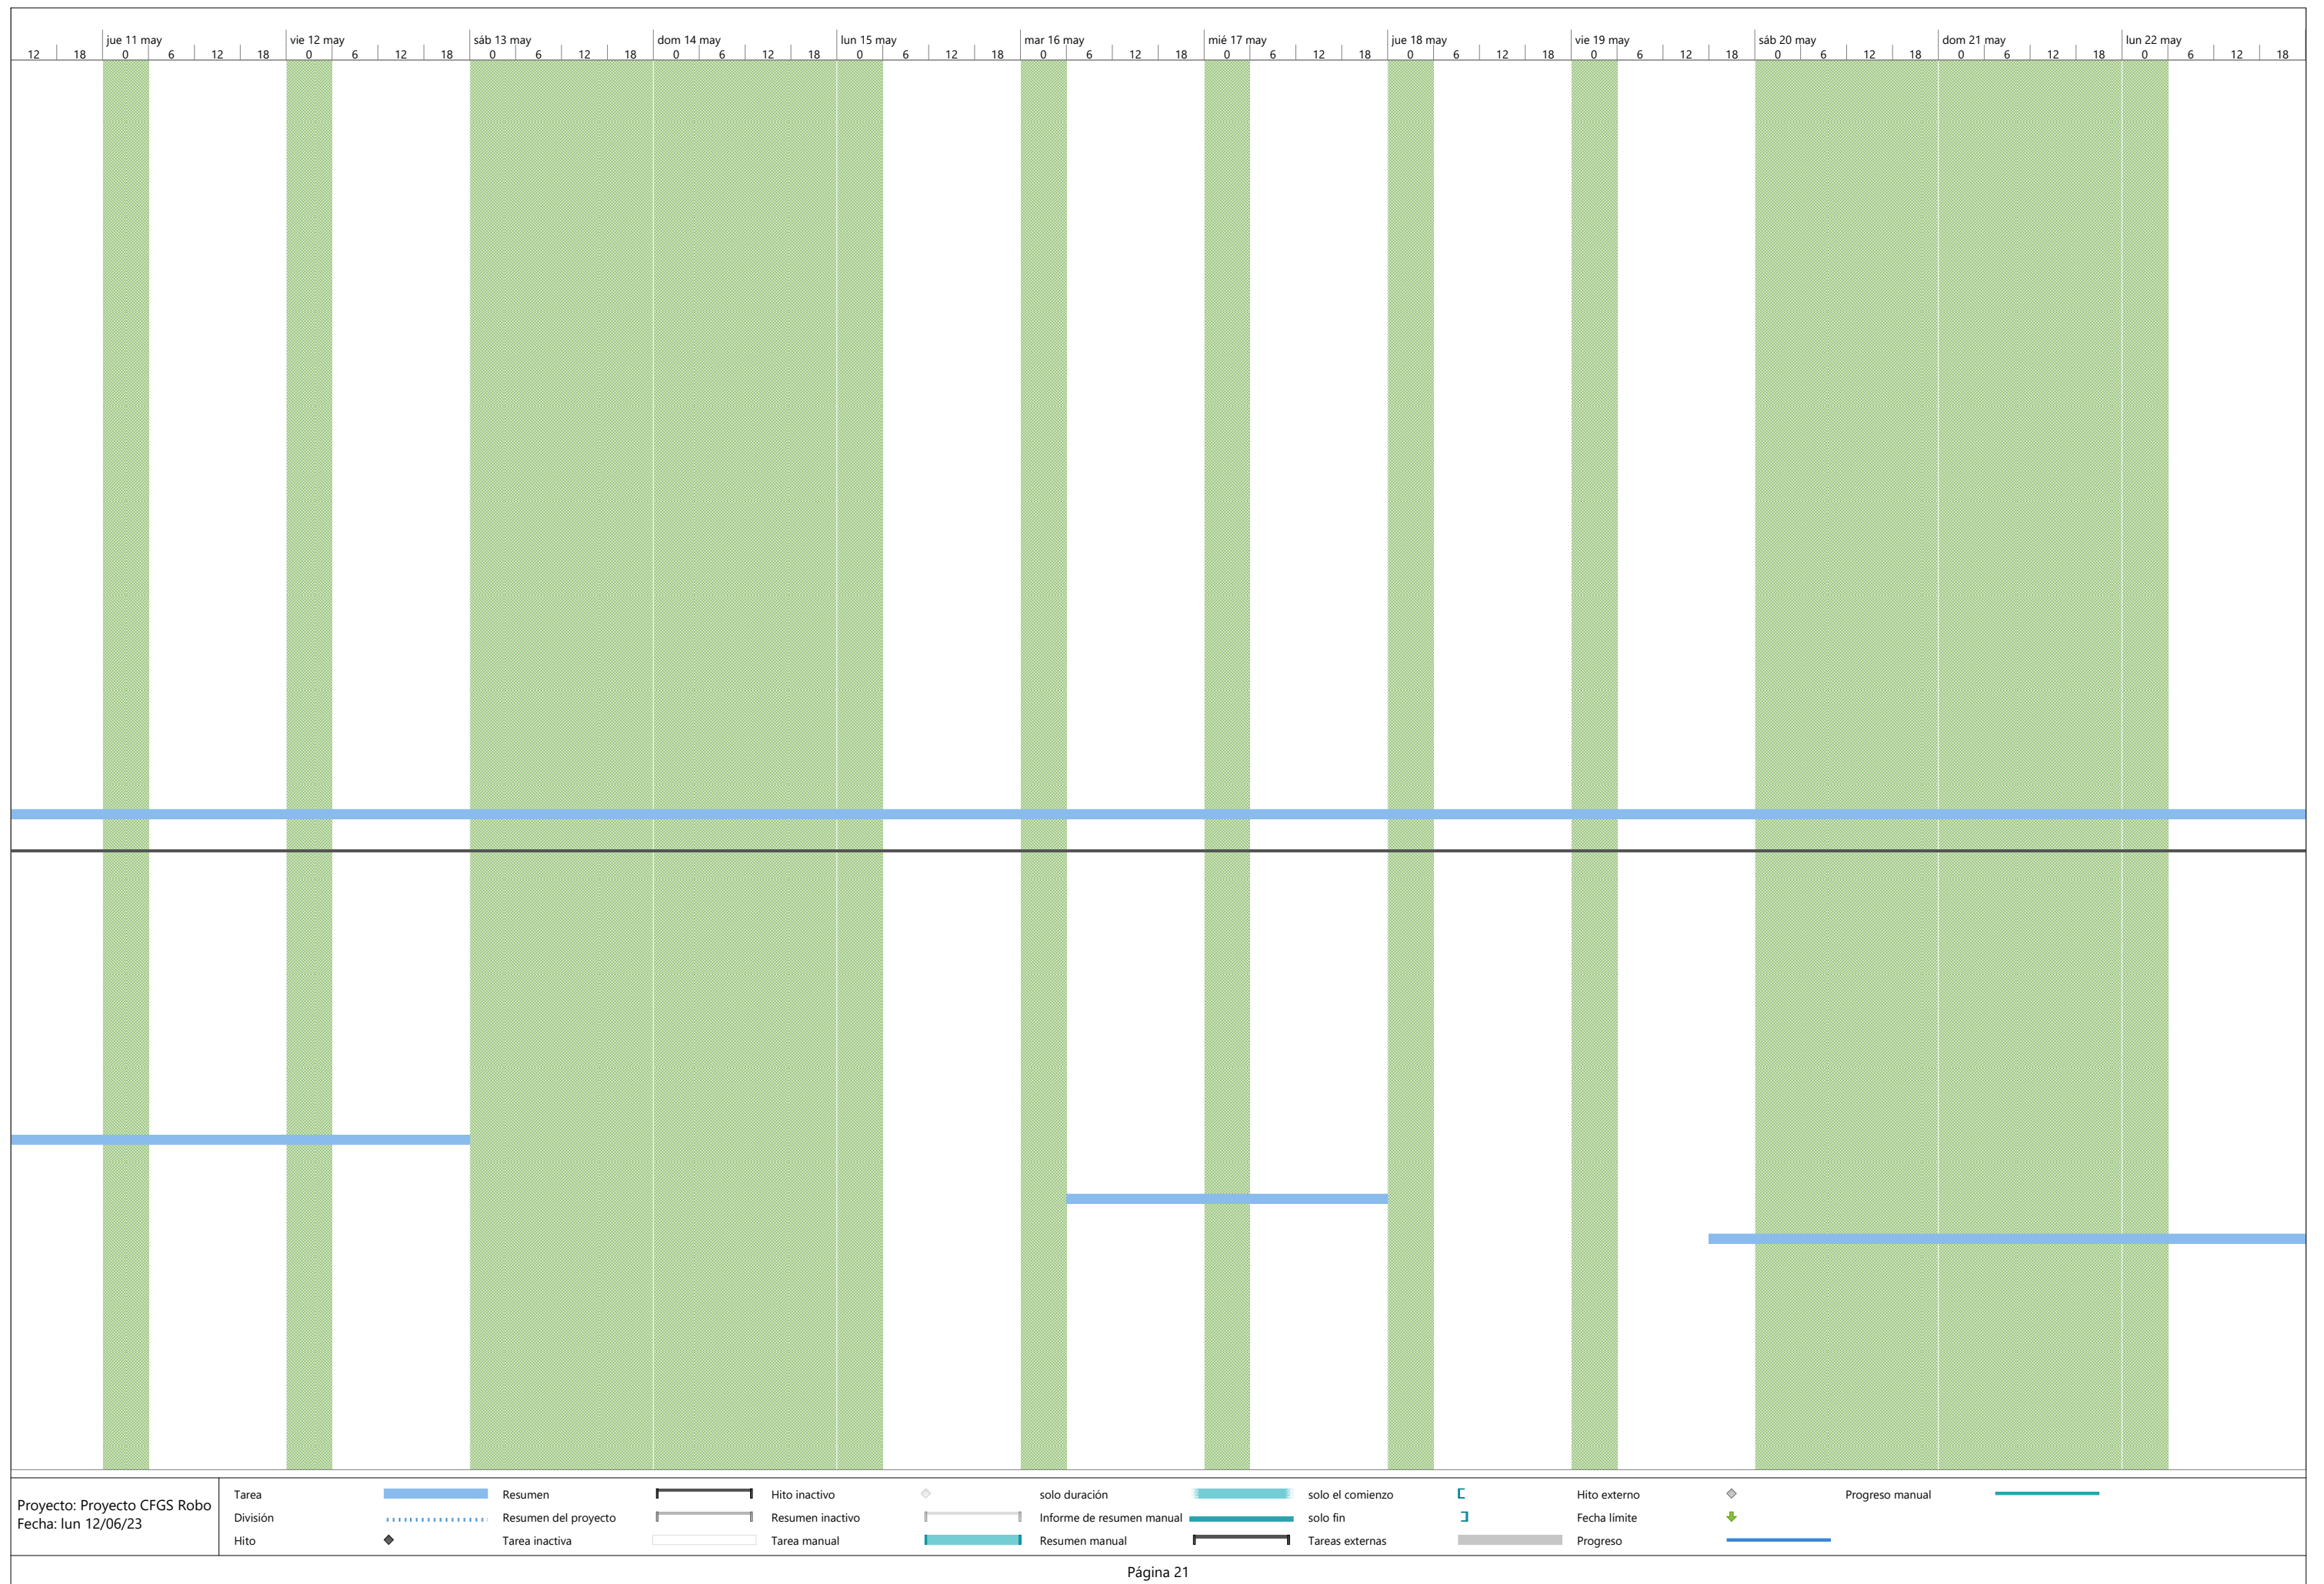 jue 11 may vie 12 may sáb 13 may dom 14 may lun 15 may mar 16 may mié 17 may jue 18 may vie 19 may sáb 20 may dom 21 may lun 22 may
12 18 0 6 12 18 0 6 12 18 0 6 12 18 0 6 12 18 0 6 12 18 0 6 12 18 0 6 12 18 0 6 12 18 0 6 12 18 0 6 12 18 0 6 12 18 0 6 12 18
Proyecto: Proyecto CFGS Robo
Fecha: lun 12/06/23
Tarea
División
Hito
Resumen
Resumen del proyecto
Tarea inactiva
Hito inactivo
Resumen inactivo
Tarea manual
solo duración
Informe de resumen manual
Resumen manual
solo el comienzo
solo fin
Tareas externas
Hito externo
Fecha límite
Progreso
Progreso manual
Página 21